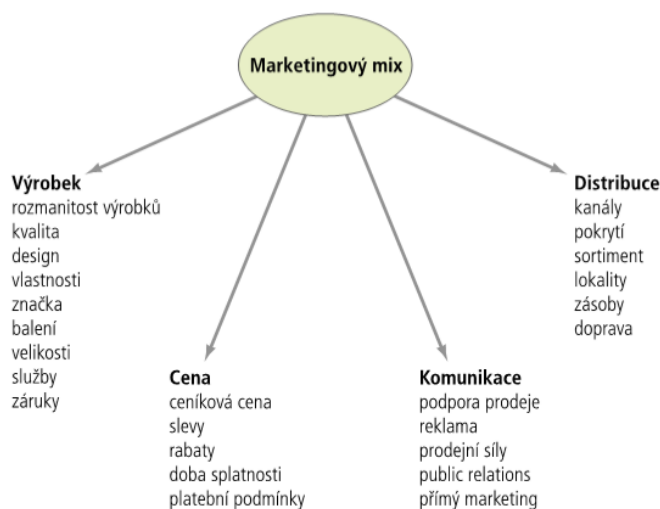 Marketingový mix
Výrobek
rozmanitost výrobků
kvalita
design
vlastnosti
značka
balení
velikosti
služby
záruky
Cena
ceníková cena
slevy
rabaty
doba splatnosti
platební podmínky
Komunikace
podpora prodeje
reklama
prodejní síly
public relations
přímý marketing
Distribuce
kanály
pokrytí
sortiment
lokality
zásoby
doprava